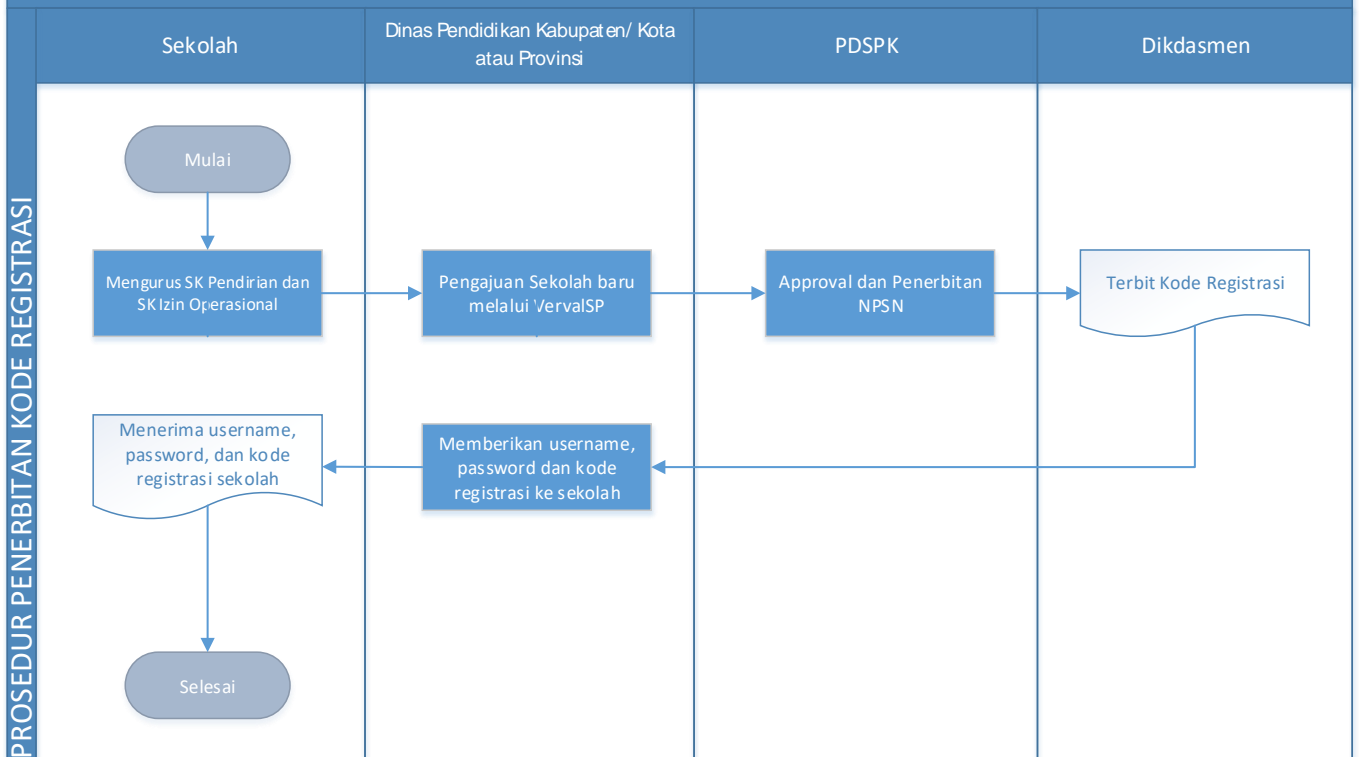 PROSEDUR PENERBITAN KODE REGISTRASI
Sekolah
Dinas Pendidikan Kabupaten/ Kota
atau Provinsi
PDSPK
Dikdasmen
Mulai
Mengurus SK Pendirian dan
SK Izin Operasional
Pengajuan Sekolah baru
melalui VervalSP
Approval dan Penerbitan
NPSN
Terbit Kode Registrasi
Menerima username,
password, dan kode
registrasi sekolah
Memberikan username,
password dan kode
registrasi ke sekolah
Selesai